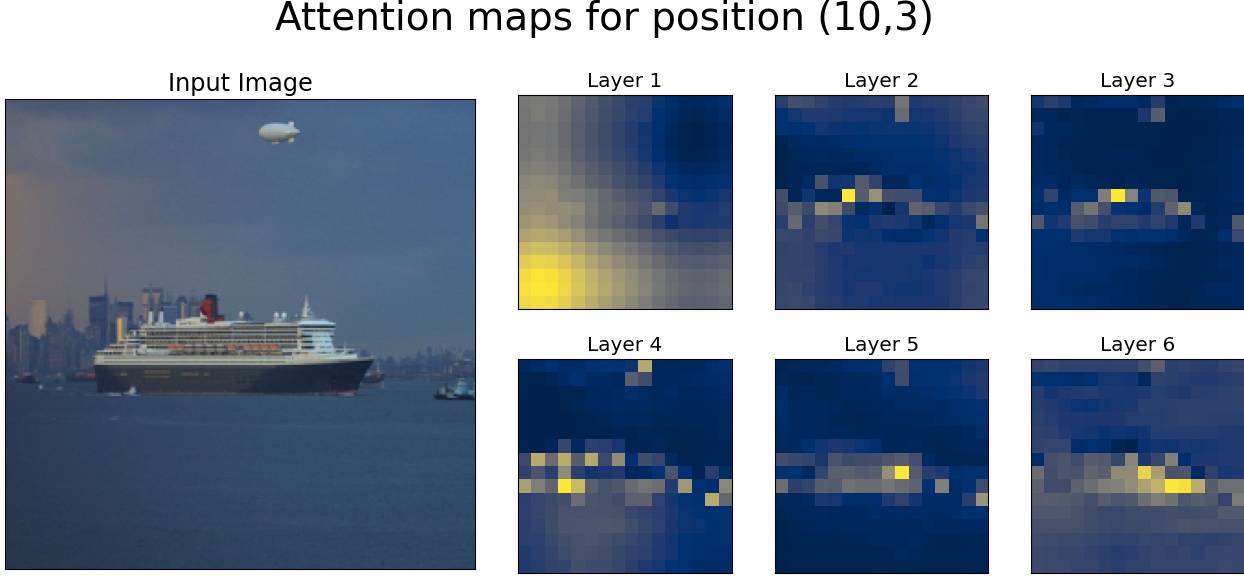 Attention maps for position (10,3)
Input Image
Layer 1
Layer 2
Layer 3
Layer 4
Layer 5
Layer 6